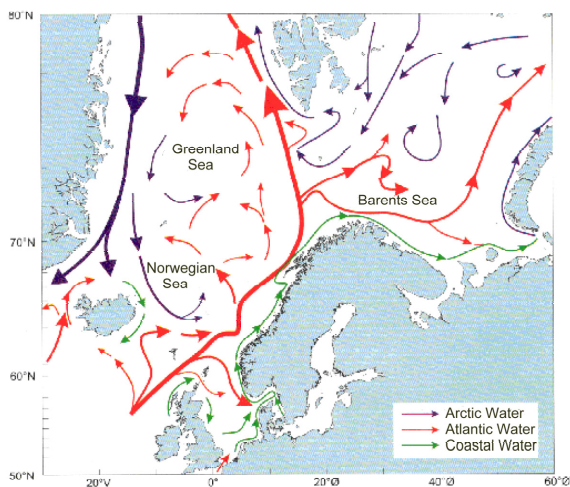 80°N
Greenland
Sea
Barents Sea
70°N
Norwegian
Sea
60°N
Arctic Water
Atlantic Water
Coastal Water
50°N
20°V
0°
20°Ø
40°Ø
60°Ø